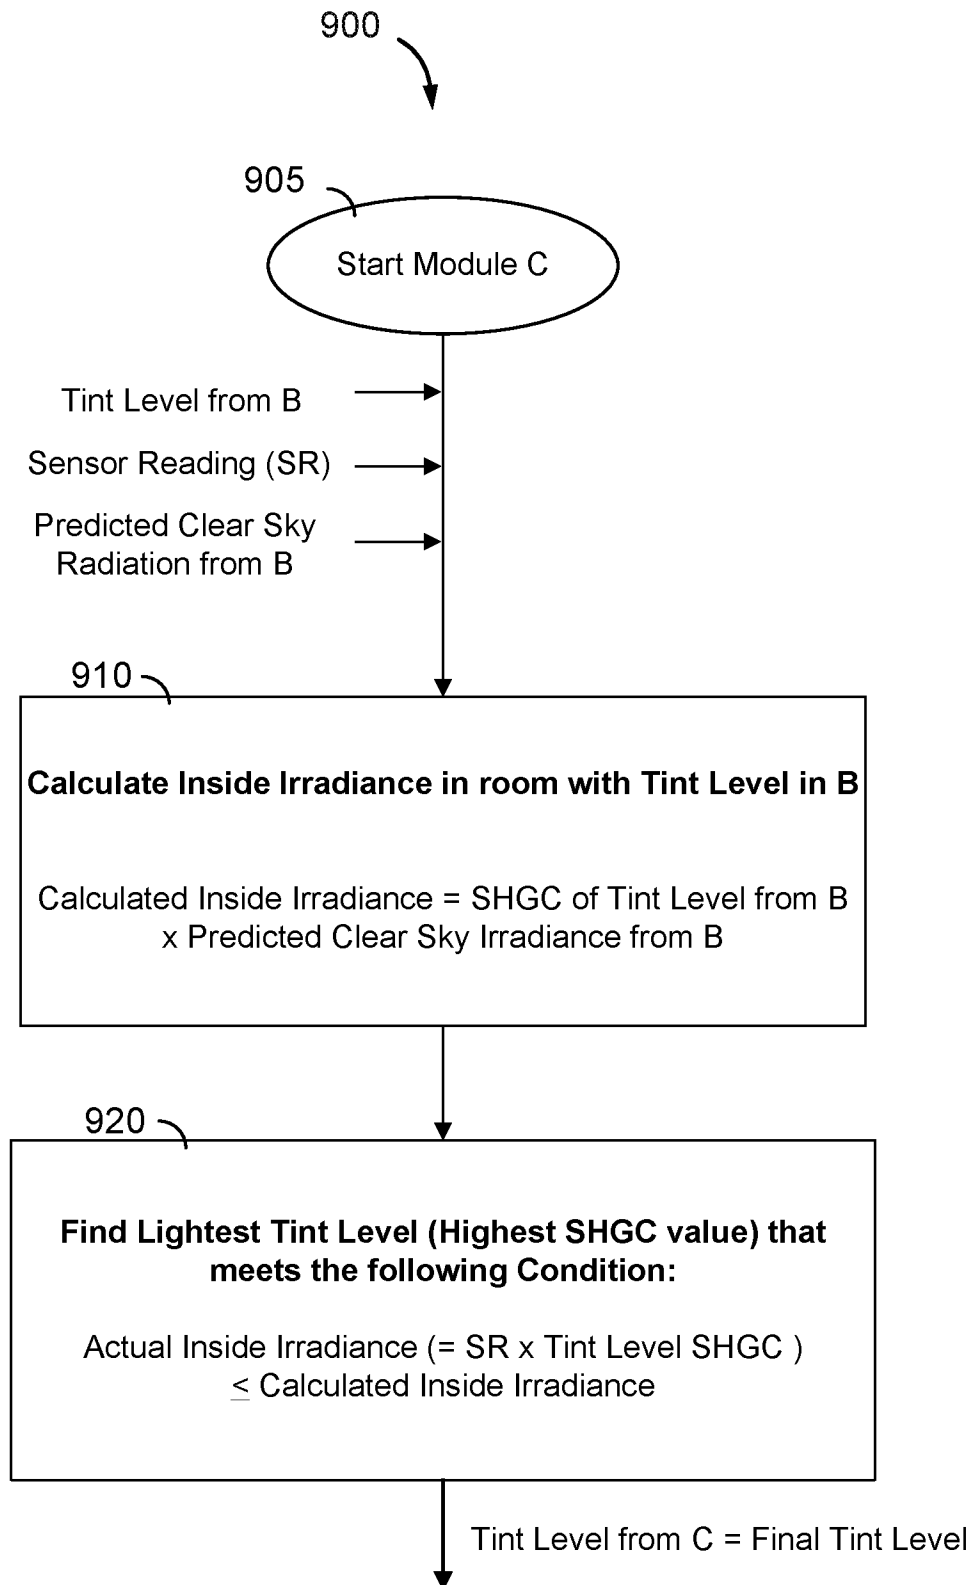 900
905
Start Module C
Tint Level from B
Sensor Reading (SR)
Predicted Clear Sky
Radiation from B
910
Calculate Inside Irradiance in room with Tint Level in B
Calculated Inside Irradiance = SHGC of Tint Level from B
x Predicted Clear Sky Irradiance from B
920
Find Lightest Tint Level (Highest SHGC value) that
meets the following Condition:
Actual Inside Irradiance (= SR x Tint Level SHGC )
≤ Calculated Inside Irradiance
Tint Level from C = Final Tint Level